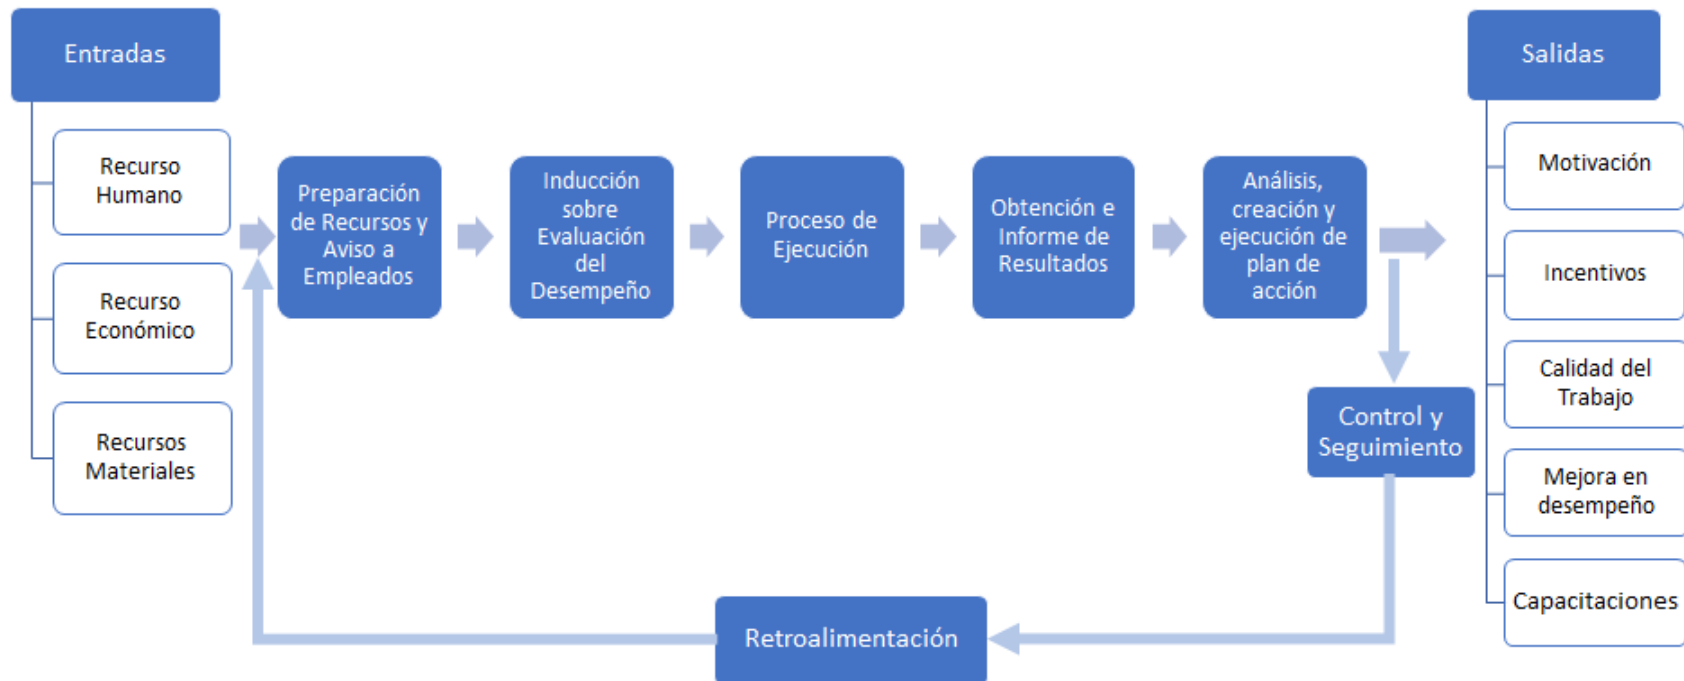 Entradas
Recurso
Humano
Recurso
Económico
Recursos
Materiales
Preparación
de Recursos y
Aviso a
Empleados
Inducción
sobre
Evaluación
del
Desempeño
Proceso de
Ejecución
Obtención e
Informe de
Resultados
Análisis,
creación y
ejecución de
plan de
acción
Control y
Seguimiento
Retroalimentación
Salidas
Motivación
Incentivos
Calidad del
Trabajo
Mejora en
desempeño
Capacitaciones